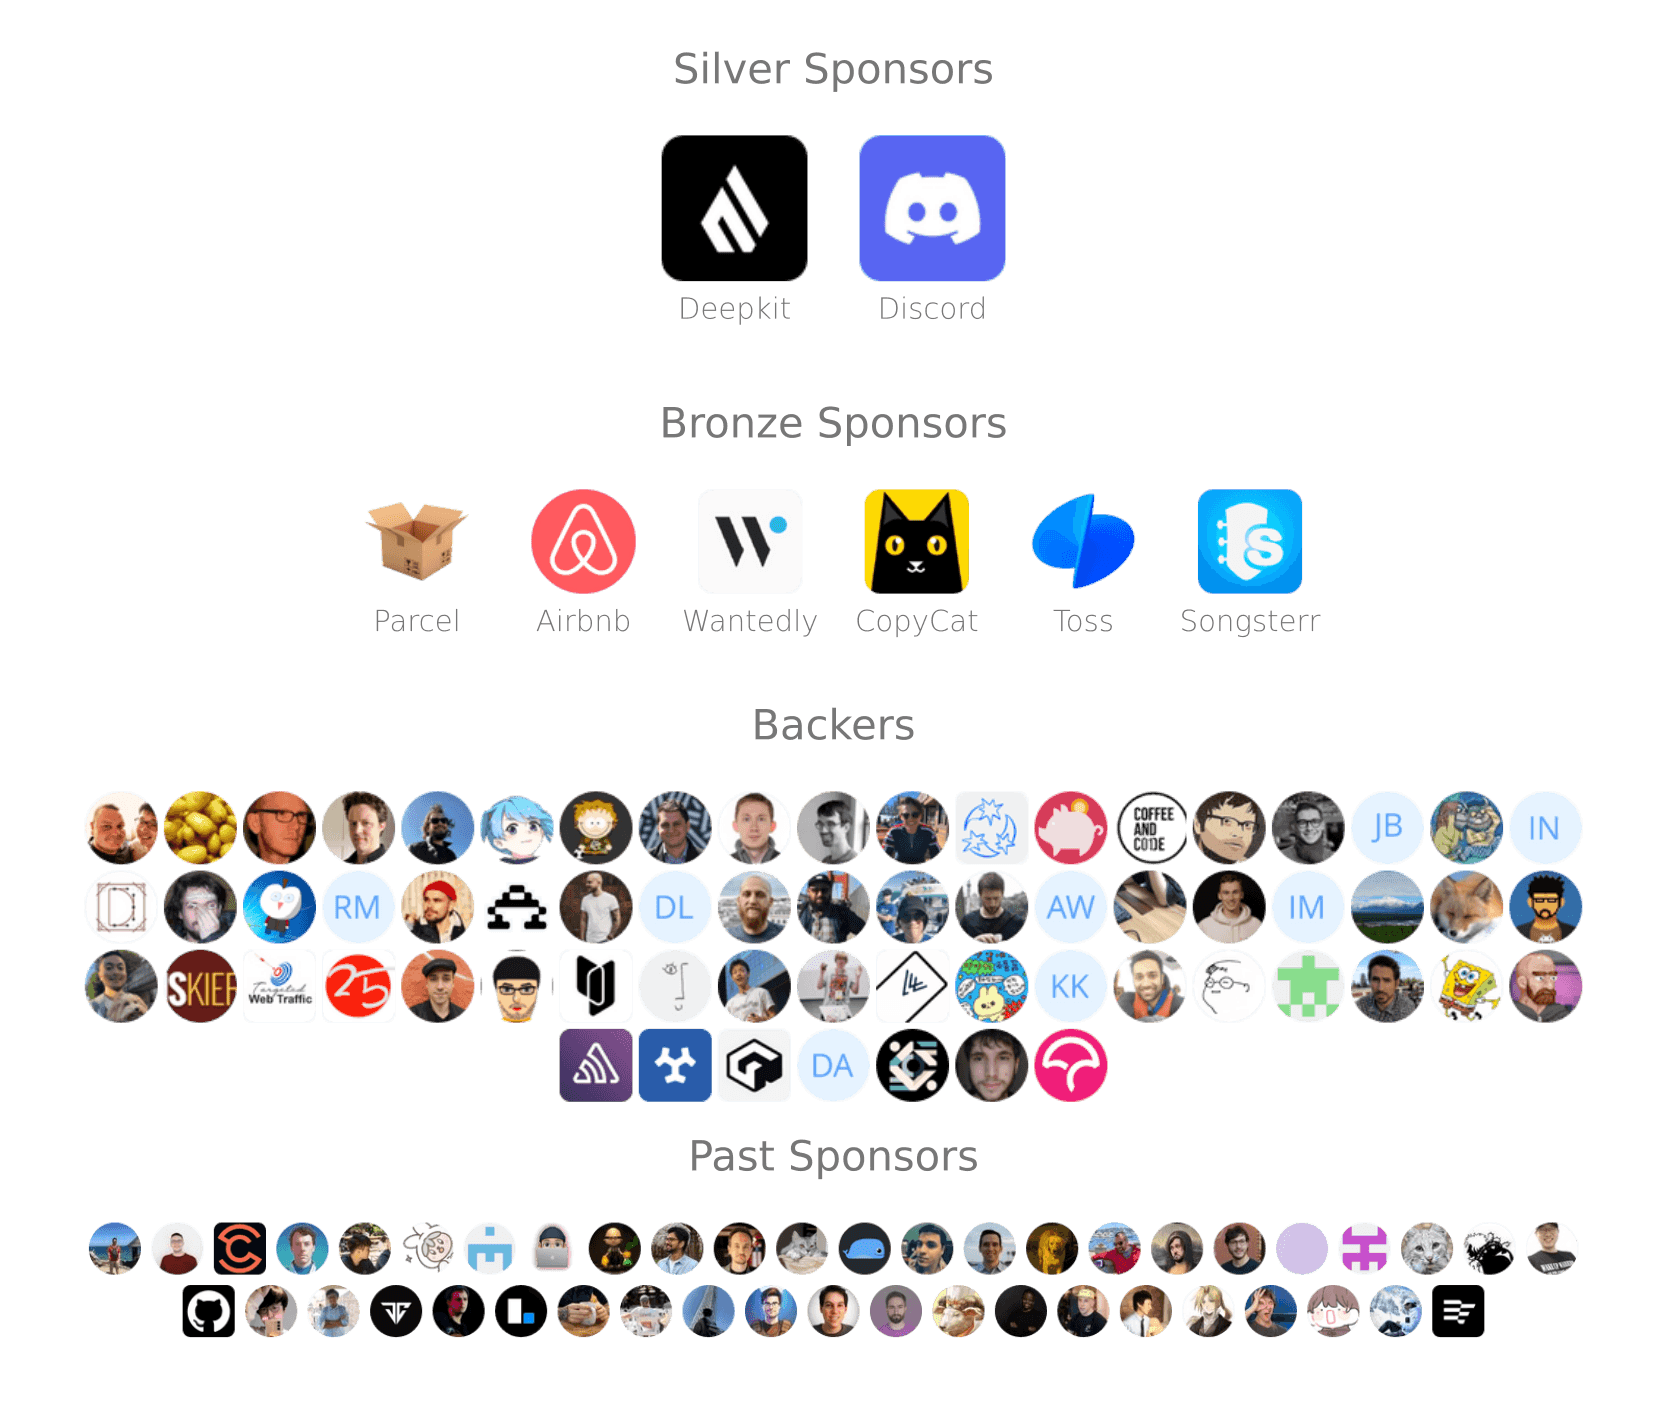 Silver Sponsors
Deepkit Discord
Bronze Sponsors
Parcel Airbnb Wantedly CopyCat Toss Songsterr
Backers
COFFEE
AND
CODE
JB
IN
RM
DL
AW
IM
SKIEF
Targeted
Web Traffic
25
KK
DA
Past Sponsors